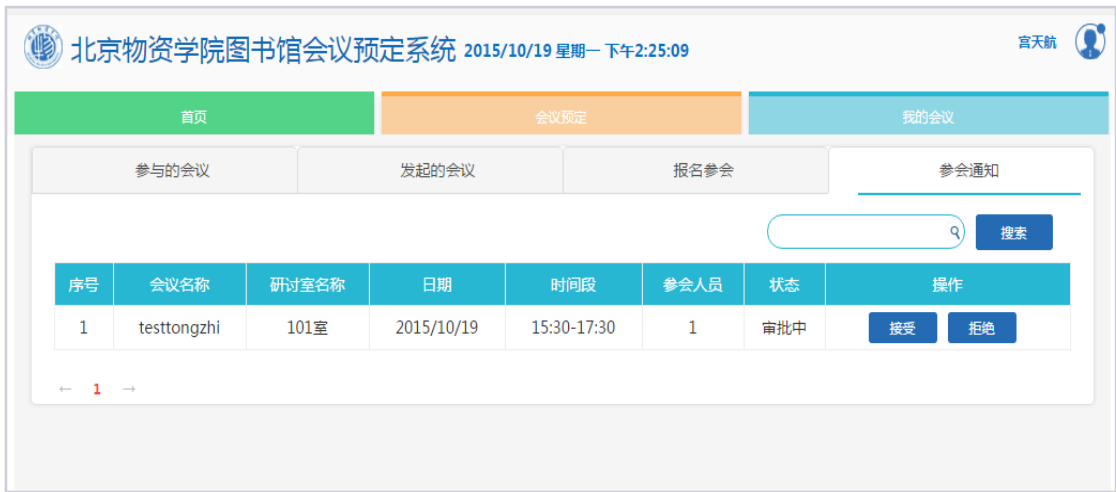 北京物资学院图书馆会议预定系统 2015/10/19 星期一 下午2:25:09 宫天航
首页 会议预定 我的会议
参与的会议 发起的会议 报名参会 参会通知
搜索
序号 会议名称 研讨室名称 日期 时间段 参会人员 状态 操作
1 testtongzhi 101室 2015/10/19 15:30-17:30 1 审批中 接受 拒绝
← 1 →